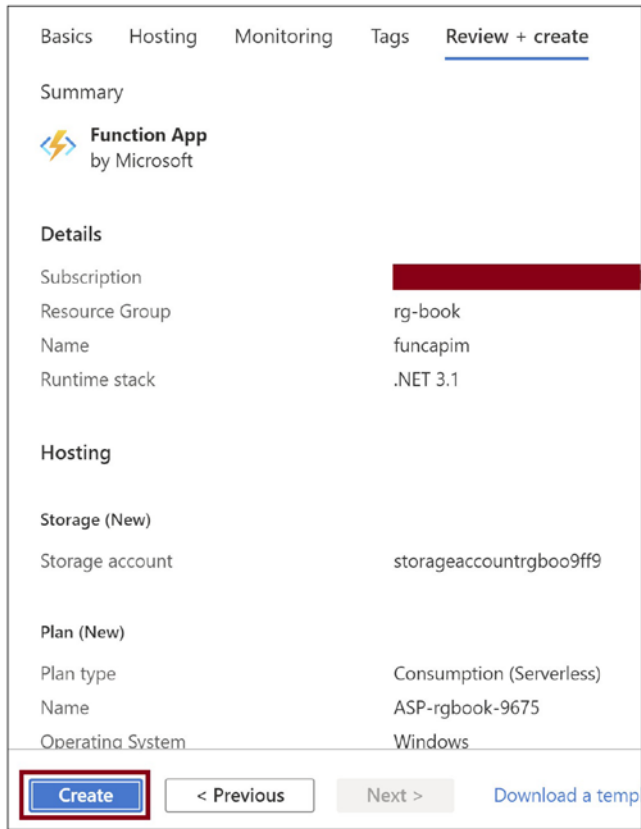 Basics Hosting Monitoring Tags Review + create
Summary
Function App
by Microsoft
Details
Subscription
Resource Group rg-book
Name funcapim
Runtime stack .NET 3.1
Hosting
Storage (New)
Storage account storageaccountrgboo9ff9
Plan (New)
Plan type Consumption (Serverless)
Name ASP-rgbook-9675
Operating System Windows
Create < Previous Next > Download a temp